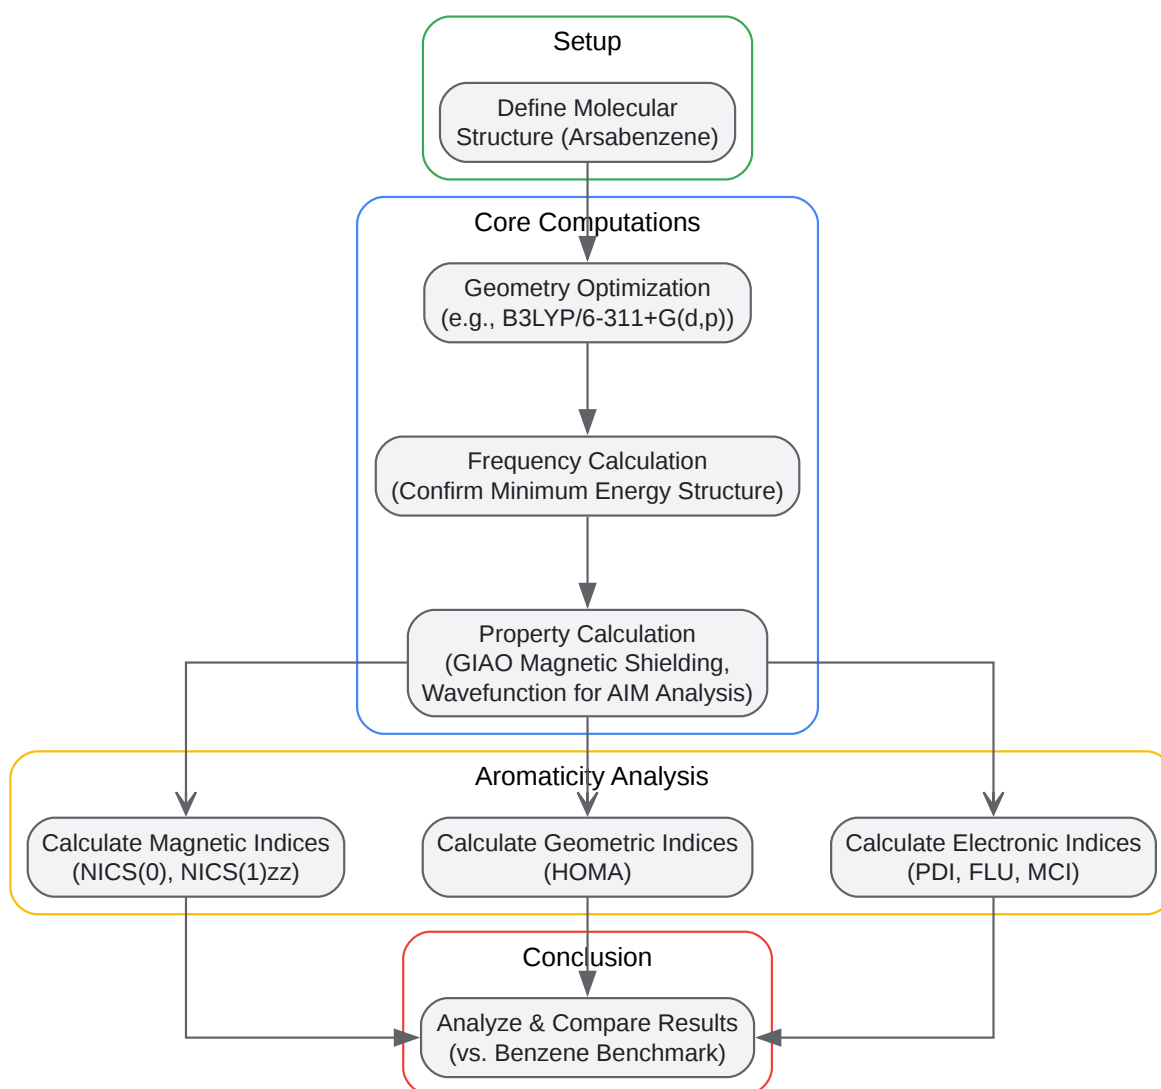 Setup
Define Molecular
Structure (Arsabenzene)
Core Computations
Geometry Optimization
(e.g., B3LYP/6-311+G(d,p))
Frequency Calculation
(Confirm Minimum Energy Structure)
Property Calculation
(GIAO Magnetic Shielding,
Wavefunction for AIM Analysis)
Aromaticity Analysis
Calculate Magnetic Indices
(NICS(0), NICS(1)zz)
Calculate Geometric Indices
(HOMA)
Calculate Electronic Indices
(PDI, FLU, MCI)
Conclusion
Analyze & Compare Results
(vs. Benzene Benchmark)